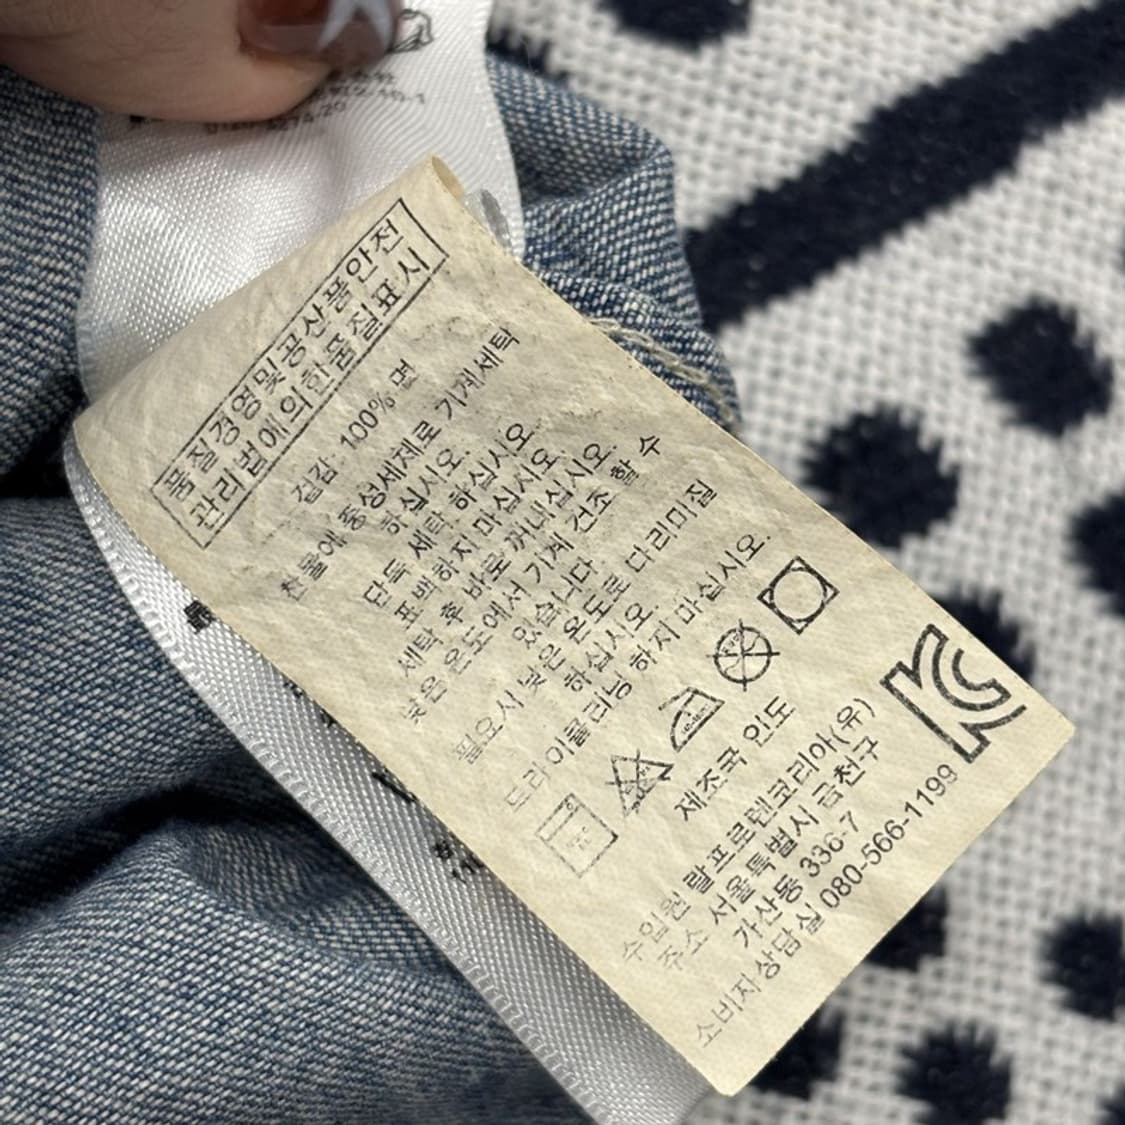 품질경영및공산품안전
관리법에의한품질표시
겉감: 100% 면
찬물에 중성세제로 기계세탁
하십시오.
단독 세탁 하십시오.
표백하지 마십시오.
세탁 후 바로 꺼내십시오.
낮은 온도에서 기계 건조 할 수
있습니다.
필요시 낮은 온도로 다리미질
하십시오.
드라이클리닝 하지 마십시오.
제조국 인도
수입원 랄프로렌코리아(유)
주소 서울특별시 금천구
가산동 336-7
소비자상담실 080-566-1199